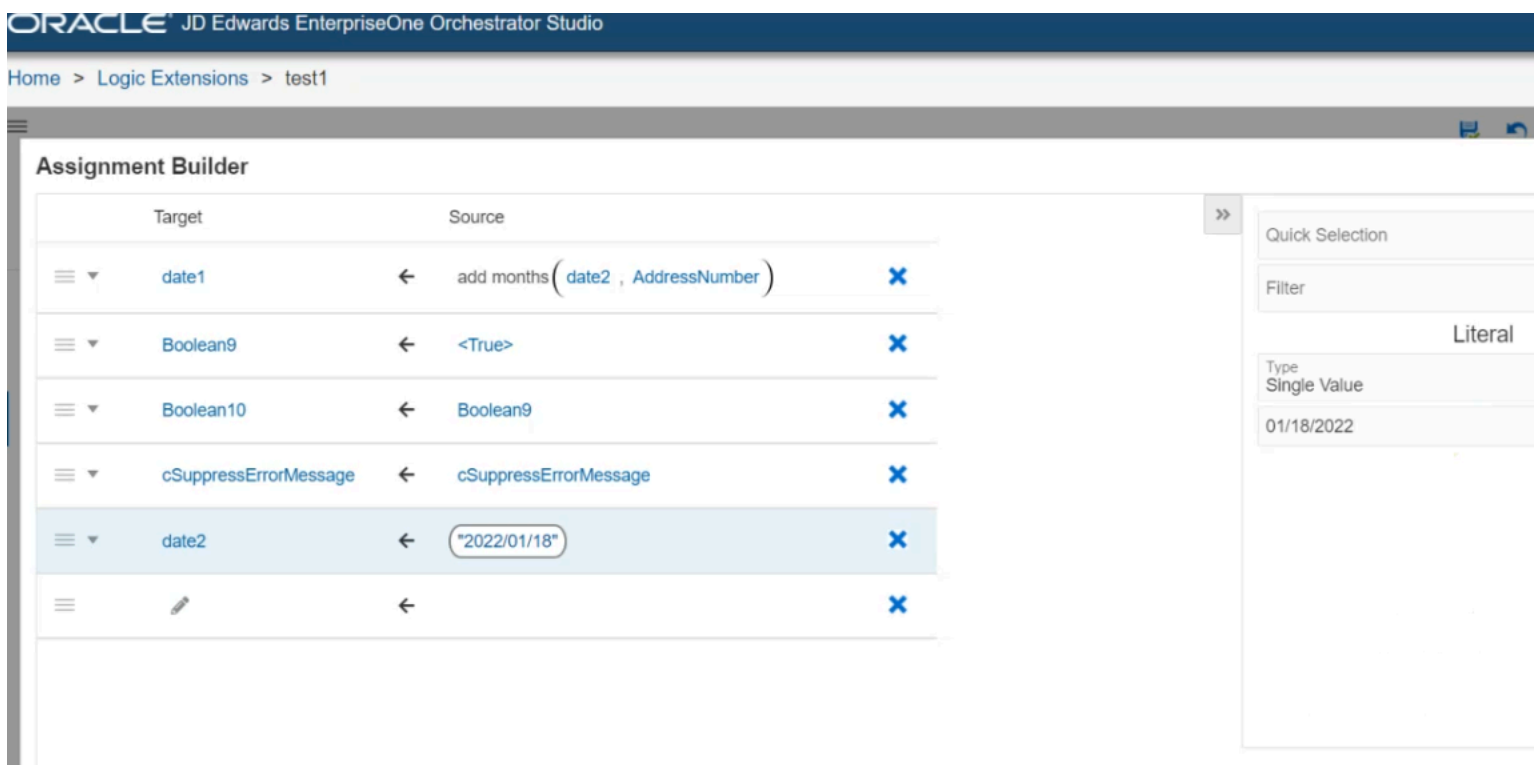 ORACLE JD Edwards EnterpriseOne Orchestrator Studio
Home > Logic Extensions > test1
Assignment Builder
Target Source
date1 ← add months ( date2 , AddressNumber )
Boolean9 ← <True>
Boolean10 ← Boolean9
cSuppressErrorMessage ← cSuppressErrorMessage
date2 ← "2022/01/18"
←
»
Quick Selection
Filter
Literal
Type
Single Value
01/18/2022